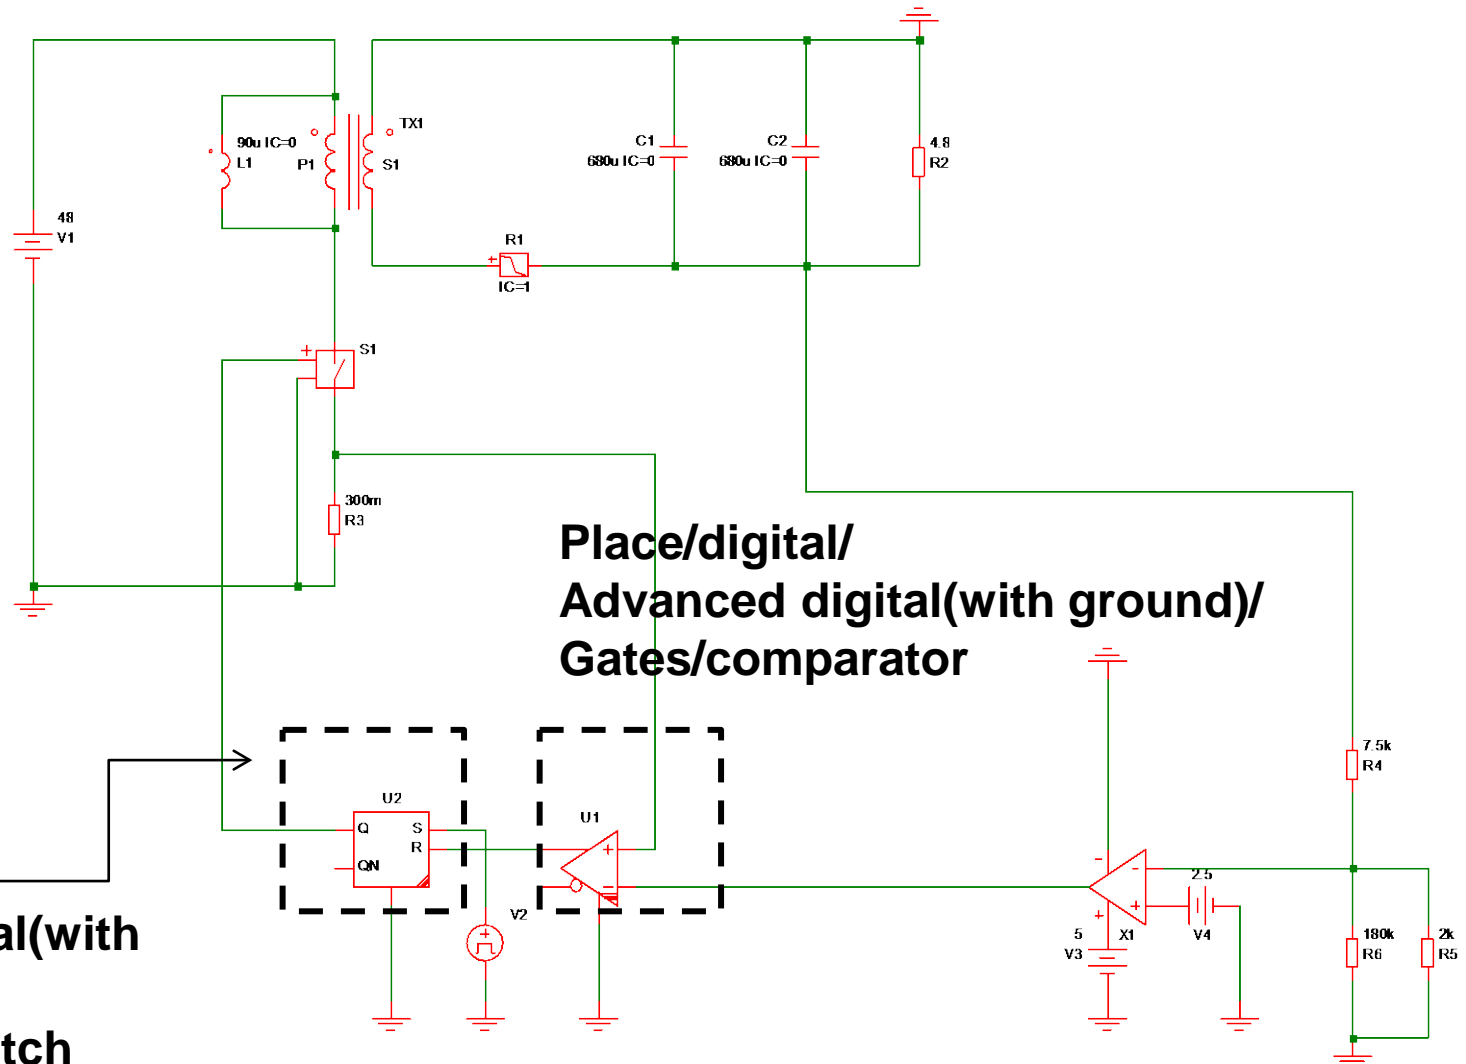 TX1
90u IC=0
L1
P1
S1
C1
680u IC=0
C2
680u IC=0
4.8
R2
48
V1
R1
IC=1
S1
300m
R3
Place/digital/
Advanced digital(with ground)/
Gates/comparator
7.5k
R4
U2
Q
S
R
QN
U1
V2
2.5
V4
5
V3
X1
180k
R6
2k
R5
al(with
tch